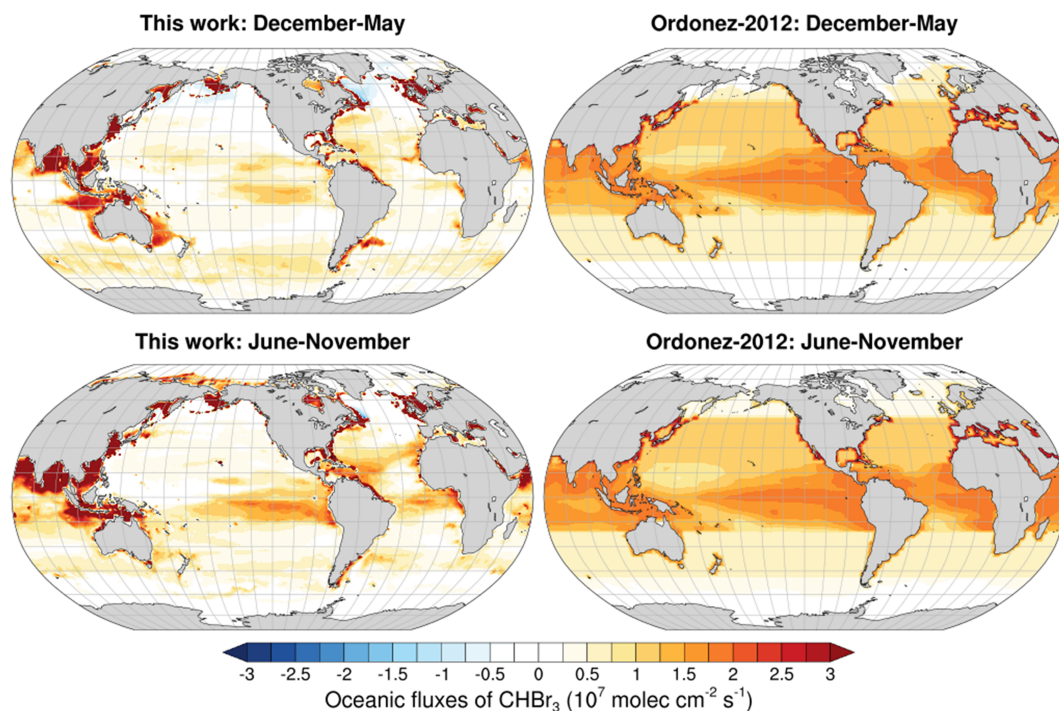 This work: December-May
Ordonez-2012: December-May
This work: June-November
Ordonez-2012: June-November
-3 -2.5 -2 -1.5 -1 -0.5 0 0.5 1 1.5 2 2.5 3
Oceanic fluxes of CHBr₃ (10⁷ molec cm⁻² s⁻¹)